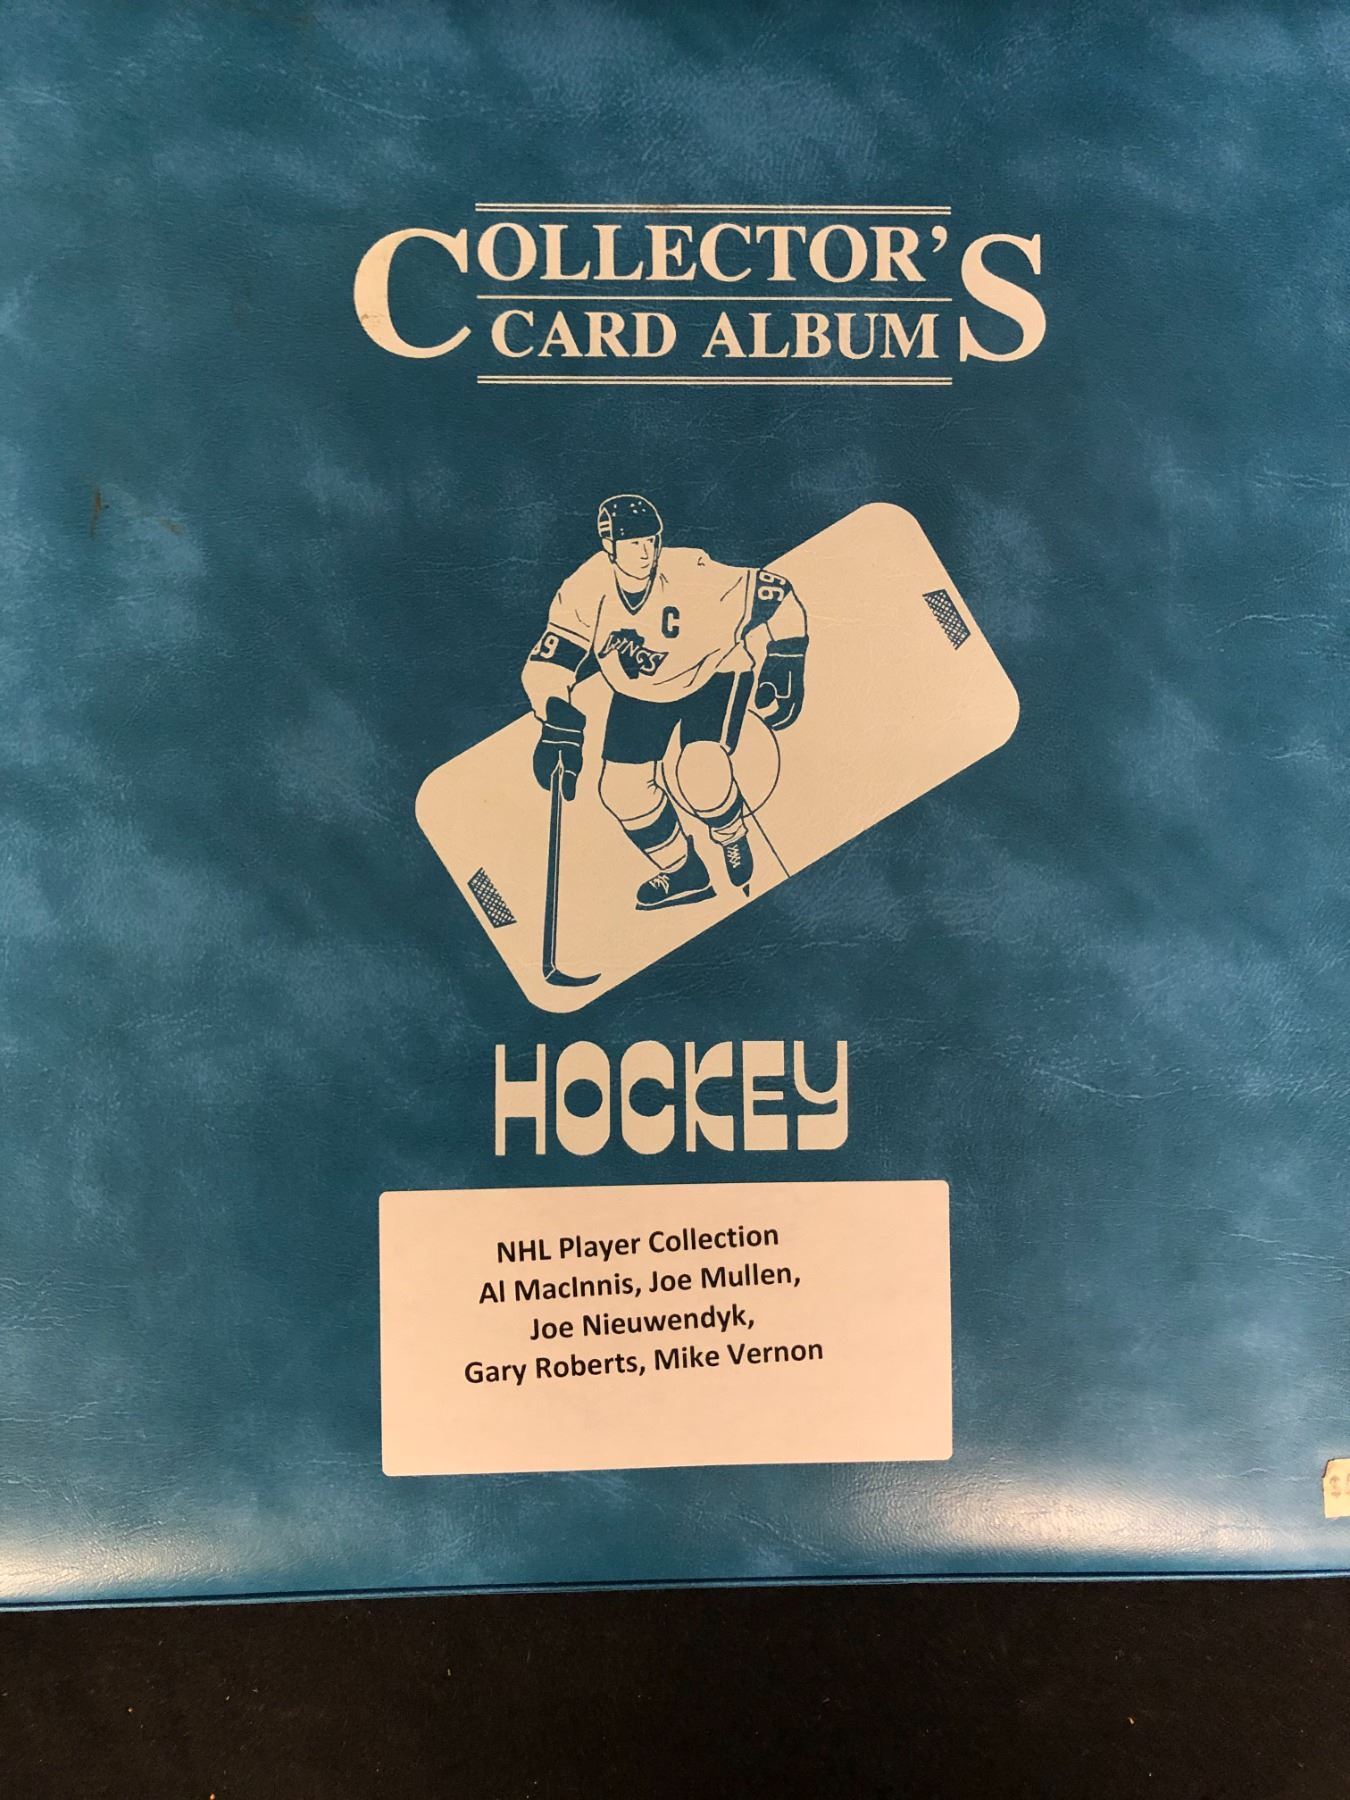 COLLECTOR'S
CARD ALBUM
C
99
99
WINGS
HOCKEY
NHL Player Collection
Al MacInnis, Joe Mullen,
Joe Nieuwendyk,
Gary Roberts, Mike Vernon